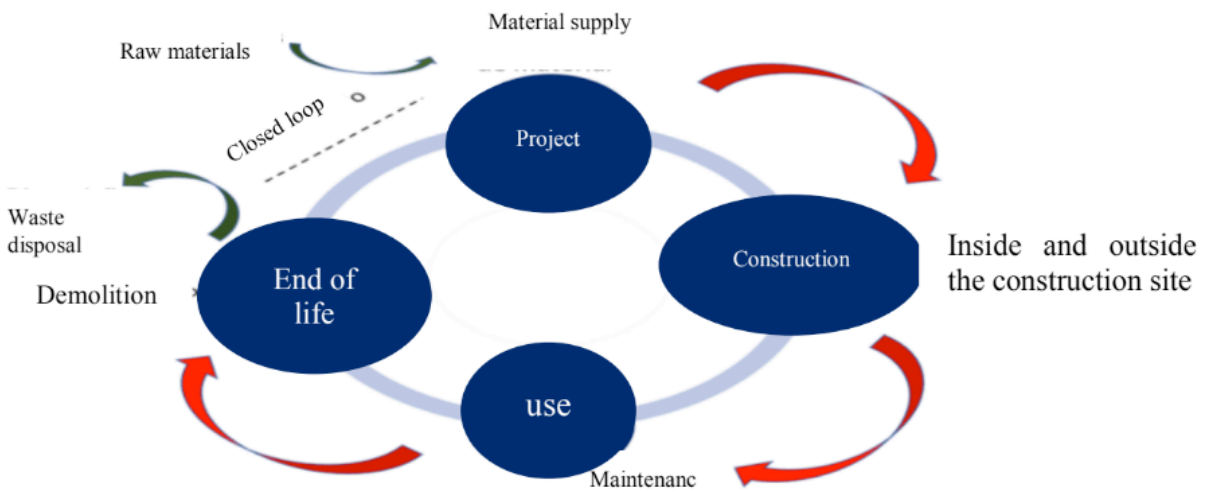 Material supply
Raw materials
Closed loop
Project
Waste
disposal
Construction
Inside and outside
the construction site
End of
life
Demolition
use
Maintenanc